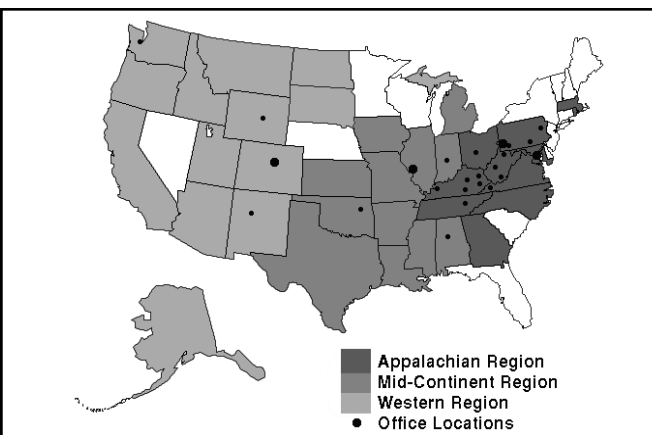 Appalachian Region
Mid-Continent Region
Western Region
Office Locations